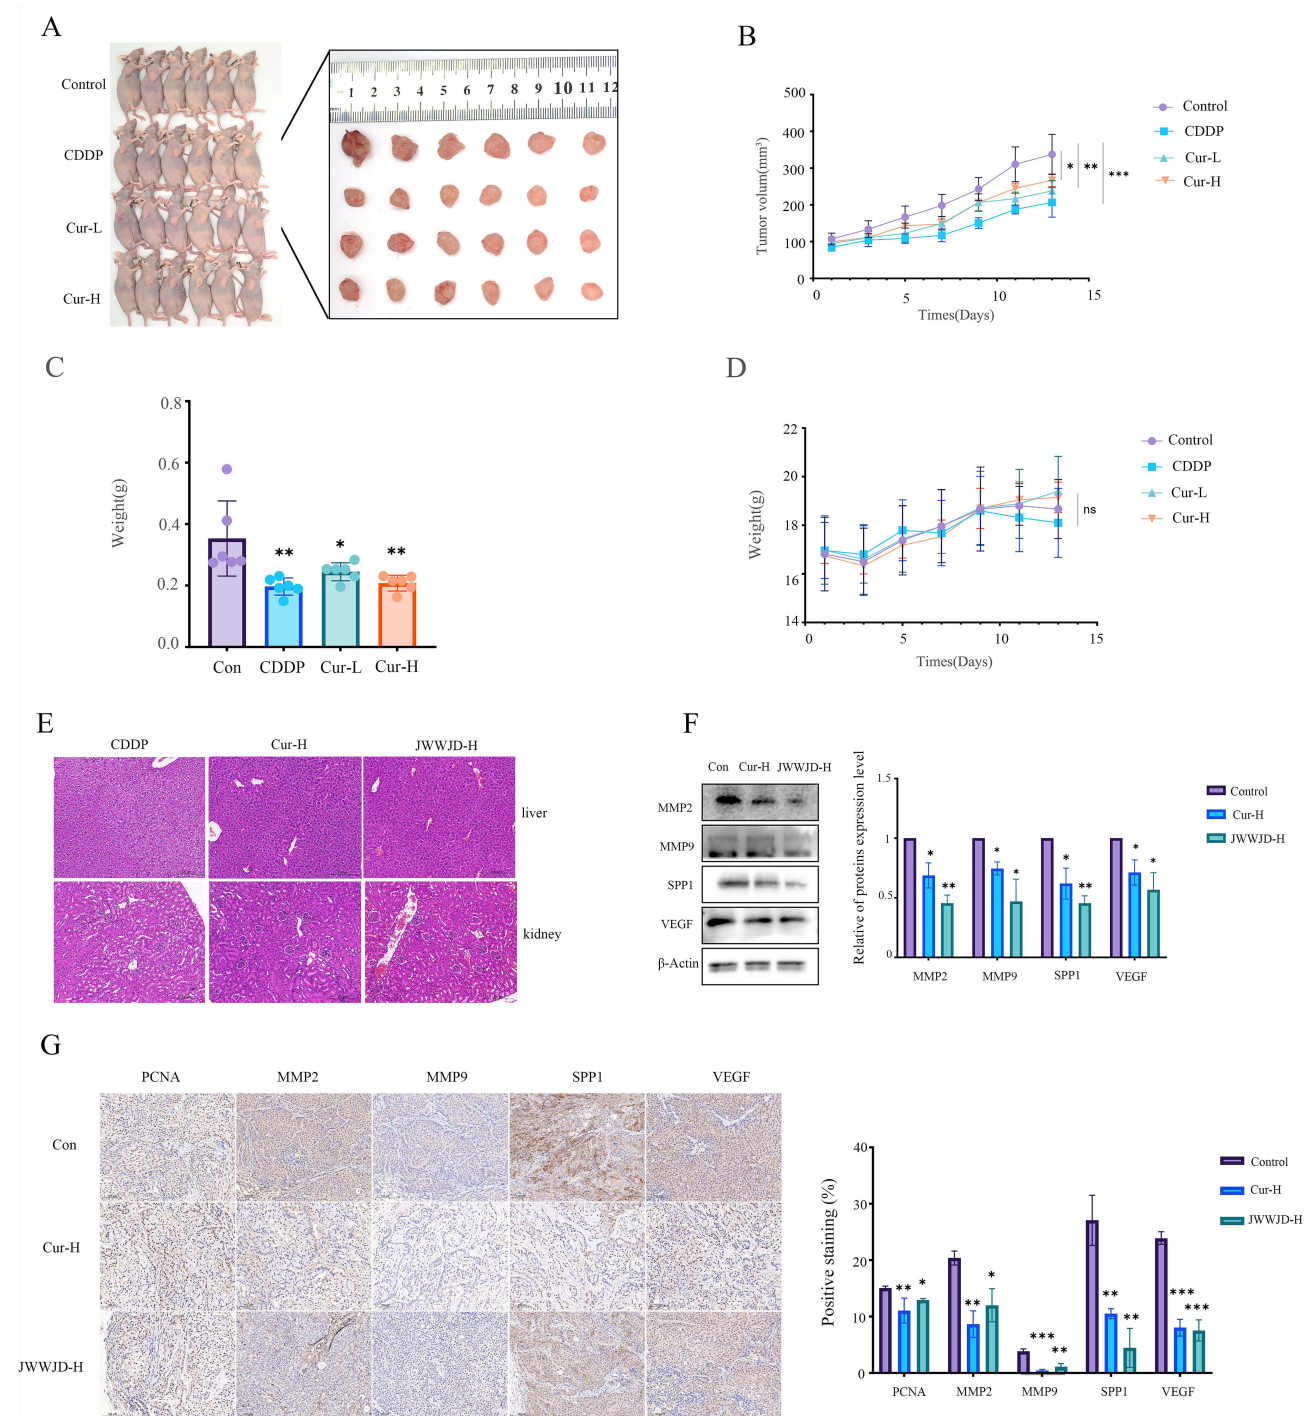 A
Control
CDDP
Cur-L
Cur-H
1 2 3 4 5 6 7 8 9 10 11 12
B
Tumor volum(mm³)
500
400
300
200
100
0
0 5 10 15
Times(Days)
Control
CDDP
Cur-L
Cur-H
* ** ***
C
Weight(g)
0.8
0.6
0.4
0.2
0.0
** * **
Con CDDP Cur-L Cur-H
D
Weight(g)
22
20
18
16
14
0 5 10 15
Times(Days)
Control
CDDP
Cur-L
Cur-H
ns
E
CDDP Cur-H JWWJD-H
liver
kidney
F
Con Cur-H JWWJD-H
MMP2
MMP9
SPP1
VEGF
β-Actin
Relative of proteins expression level
1.5
1
0.5
0
* ** * * * ** * *
MMP2 MMP9 SPP1 VEGF
Control
Cur-H
JWWJD-H
G
PCNA MMP2 MMP9 SPP1 VEGF
Con
Cur-H
JWWJD-H
Positive staining (%)
40
30
20
10
0
** * ** * *** ** ** ** *** ***
PCNA MMP2 MMP9 SPP1 VEGF
Control
Cur-H
JWWJD-H